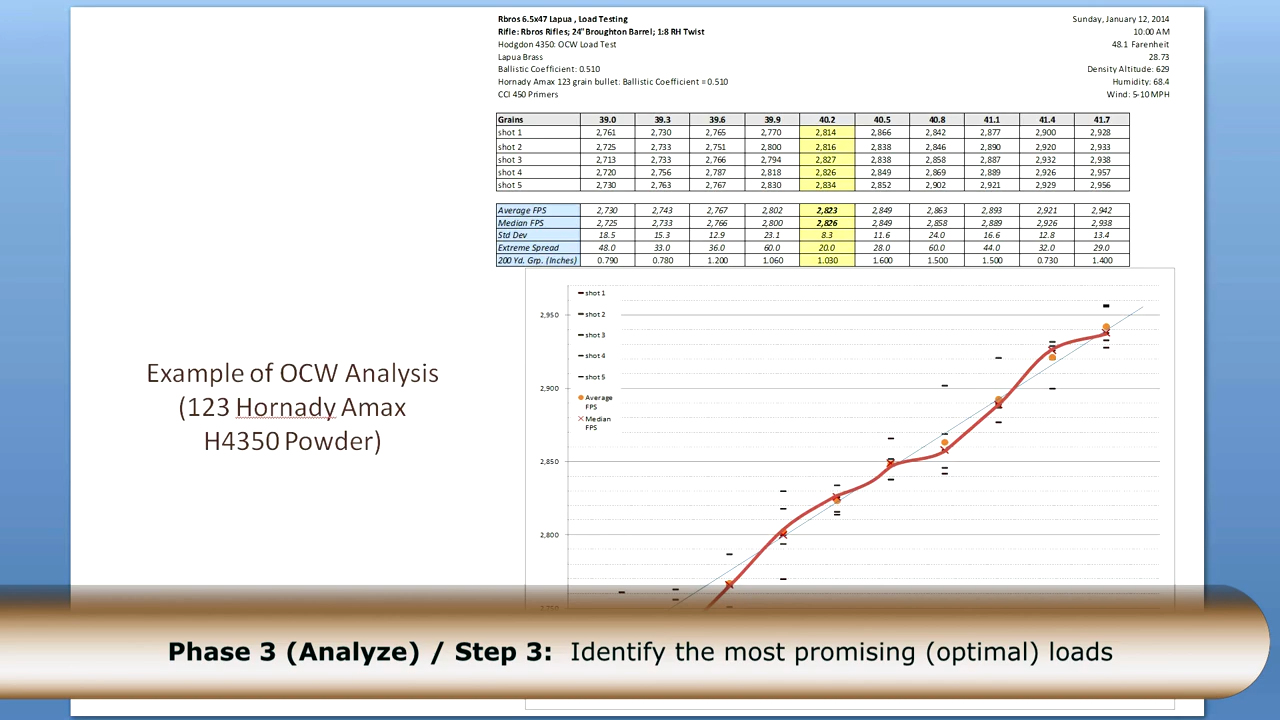 Rbros 6.5x47 Lapua , Load Testing
Sunday, January 12, 2014
Rifle: Rbros Rifles; 24" Broughton Barrel; 1:8 RH Twist
10:00 AM
Hodgdon 4350: OCW Load Test
48.1 Farenheit
Lapua Brass
28.73
Ballistic Coefficient: 0.510
Density Altitude: 629
Hornady Amax 123 grain bullet: Ballistic Coefficient = 0.510
Humidity: 68.4
CCI 450 Primers
Wind: 5-10 MPH
Grains 39.0 39.3 39.6 39.9 40.2 40.5 40.8 41.1 41.4 41.7
shot 1 2,761 2,730 2,765 2,770 2,814 2,866 2,842 2,877 2,900 2,928
shot 2 2,725 2,733 2,751 2,800 2,816 2,838 2,846 2,890 2,920 2,933
shot 3 2,713 2,733 2,766 2,794 2,827 2,838 2,858 2,887 2,932 2,938
shot 4 2,720 2,756 2,787 2,818 2,826 2,849 2,869 2,889 2,926 2,957
shot 5 2,730 2,763 2,767 2,830 2,834 2,852 2,902 2,921 2,929 2,956
Average FPS 2,730 2,743 2,767 2,802 2,823 2,849 2,863 2,893 2,921 2,942
Median FPS 2,725 2,733 2,766 2,800 2,826 2,849 2,858 2,889 2,926 2,938
Std Dev 18.5 15.3 12.9 23.1 8.3 11.6 24.0 16.6 12.8 13.4
Extreme Spread 48.0 33.0 36.0 60.0 20.0 28.0 60.0 44.0 32.0 29.0
200 Yd. Grp. (Inches) 0.790 0.780 1.200 1.060 1.030 1.600 1.500 1.500 0.730 1.400
shot 1
shot 2
shot 3
shot 4
shot 5
Average
FPS
Median
FPS
2,950
2,900
2,850
2,800
2,750
Example of OCW Analysis
(123 Hornady Amax
H4350 Powder)
Phase 3 (Analyze) / Step 3: Identify the most promising (optimal) loads